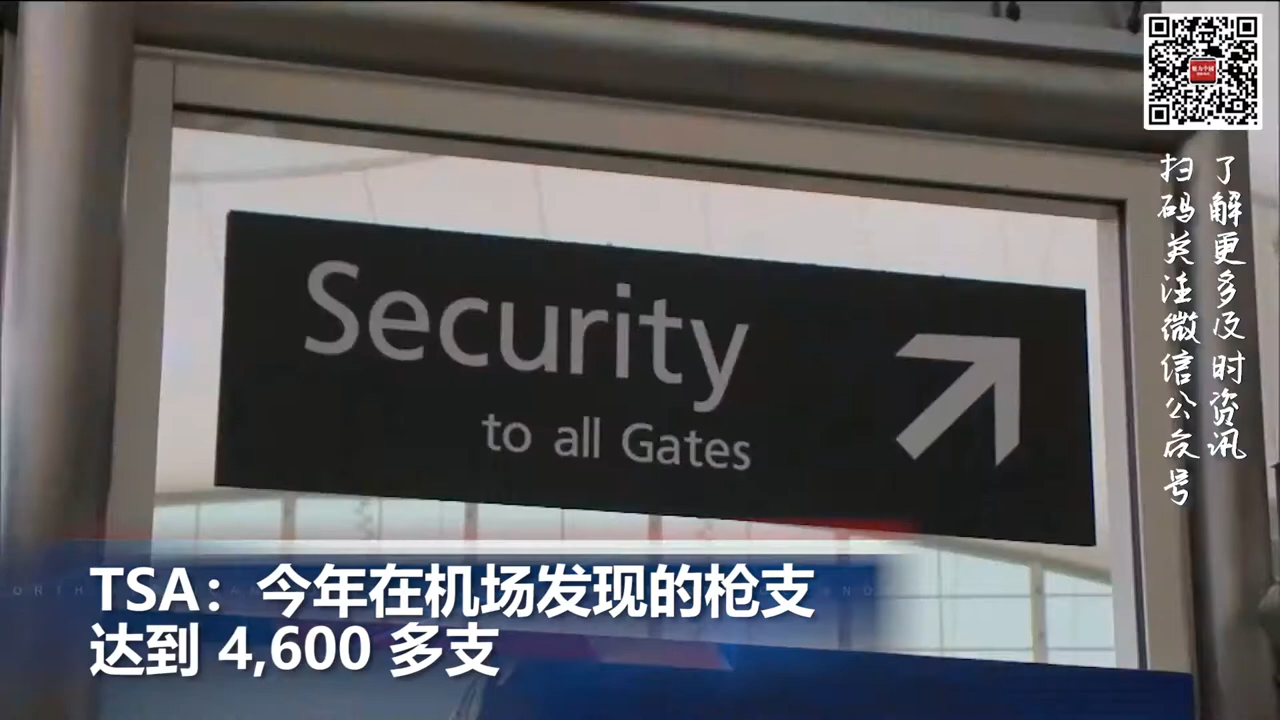 Security
to all Gates
TSA：今年在机场发现的枪支
达到 4,600 多支
了解更多及时资讯
扫码关注微信公众号